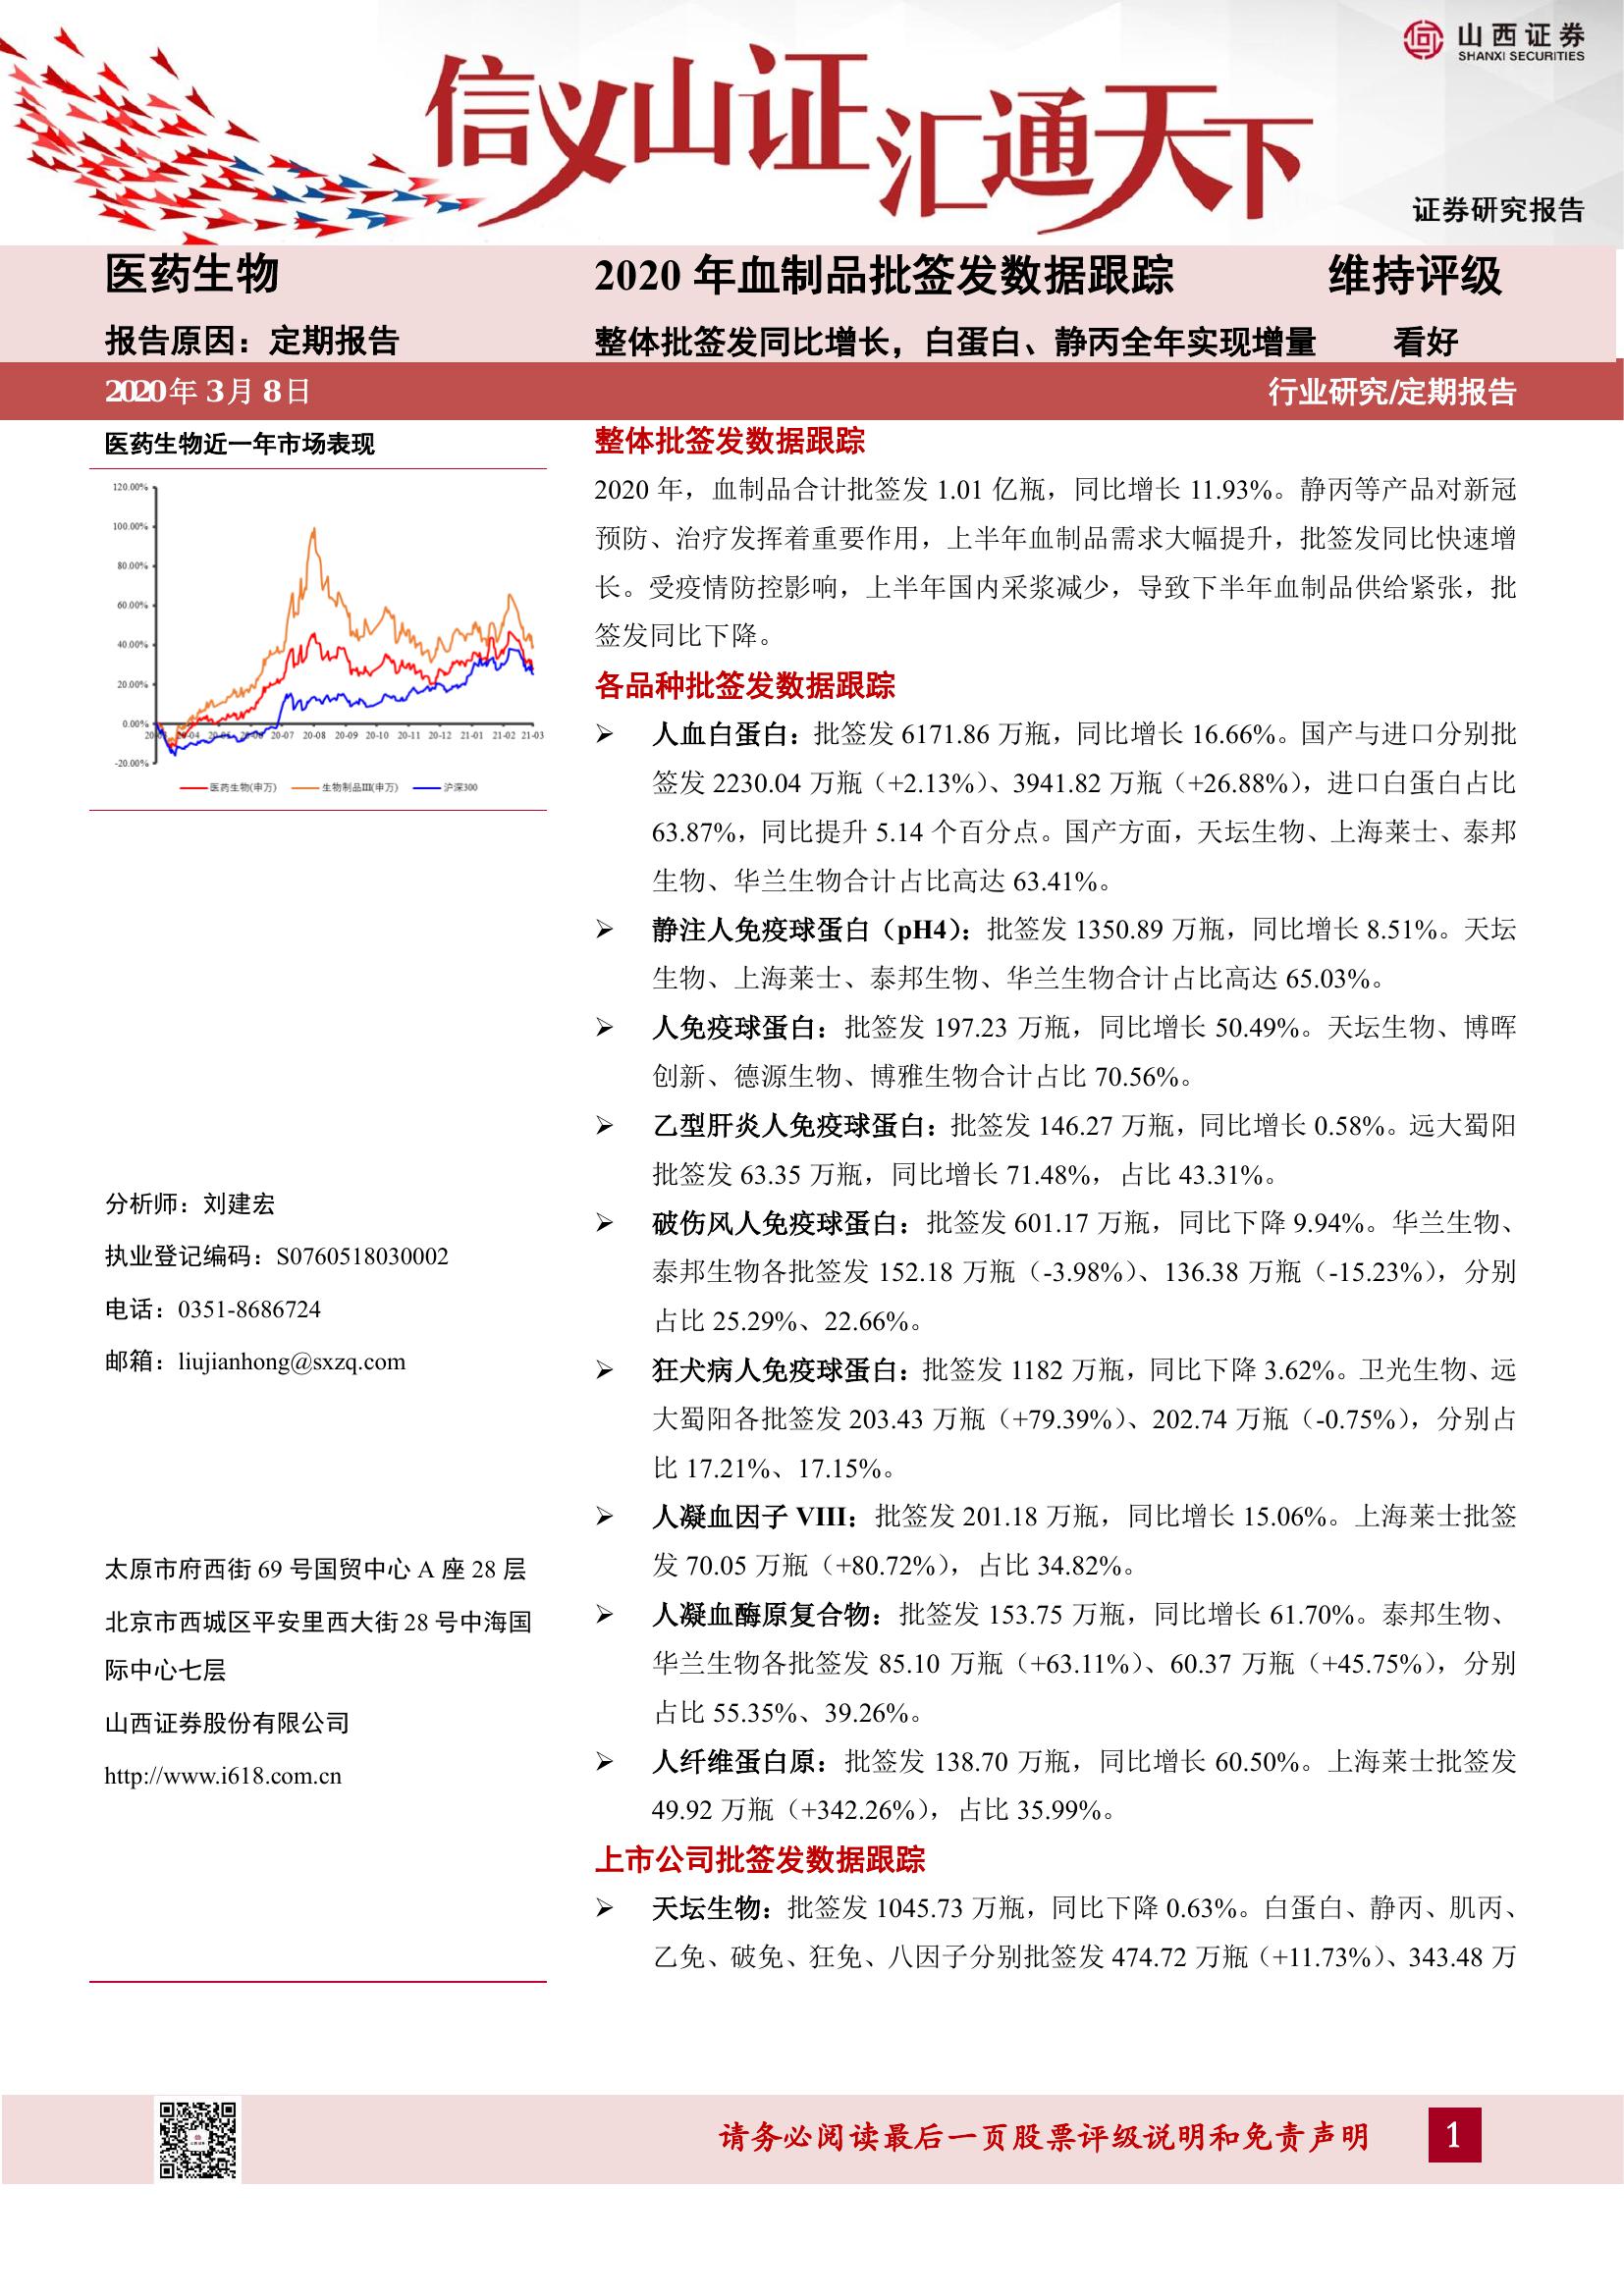 山西证券
SHANXI SECURITIES
信义山证 汇通天下
证券研究报告
医药生物
2020 年血制品批签发数据跟踪
维持评级
报告原因：定期报告
整体批签发同比增长，白蛋白、静丙全年实现增量
看好
2020 年 3 月 8 日
行业研究/定期报告
医药生物近一年市场表现
120.00%
100.00%
80.00%
60.00%
40.00%
20.00%
0.00%
-20.00%
20-07 20-08 20-09 20-10 20-11 20-12 21-01 21-02 21-03
医药生物(申万) 生物制品III(申万) 沪深300
分析师：刘建宏
执业登记编码：S0760518030002
电话：0351-8686724
邮箱：liujianhong@sxzq.com
太原市府西街 69 号国贸中心 A 座 28 层
北京市西城区平安里西大街 28 号中海国
际中心七层
山西证券股份有限公司
http://www.i618.com.cn
整体批签发数据跟踪
2020 年，血制品合计批签发 1.01 亿瓶，同比增长 11.93%。静丙等产品对新冠
预防、治疗发挥着重要作用，上半年血制品需求大幅提升，批签发同比快速增
长。受疫情防控影响，上半年国内采浆减少，导致下半年血制品供给紧张，批
签发同比下降。
各品种批签发数据跟踪
➢ 人血白蛋白：批签发 6171.86 万瓶，同比增长 16.66%。国产与进口分别批
签发 2230.04 万瓶（+2.13%）、3941.82 万瓶（+26.88%），进口白蛋白占比
63.87%，同比提升 5.14 个百分点。国产方面，天坛生物、上海莱士、泰邦
生物、华兰生物合计占比高达 63.41%。
➢ 静注人免疫球蛋白（pH4）：批签发 1350.89 万瓶，同比增长 8.51%。天坛
生物、上海莱士、泰邦生物、华兰生物合计占比高达 65.03%。
➢ 人免疫球蛋白：批签发 197.23 万瓶，同比增长 50.49%。天坛生物、博晖
创新、德源生物、博雅生物合计占比 70.56%。
➢ 乙型肝炎人免疫球蛋白：批签发 146.27 万瓶，同比增长 0.58%。远大蜀阳
批签发 63.35 万瓶，同比增长 71.48%，占比 43.31%。
➢ 破伤风人免疫球蛋白：批签发 601.17 万瓶，同比下降 9.94%。华兰生物、
泰邦生物各批签发 152.18 万瓶（-3.98%）、136.38 万瓶（-15.23%），分别
占比 25.29%、22.66%。
➢ 狂犬病人免疫球蛋白：批签发 1182 万瓶，同比下降 3.62%。卫光生物、远
大蜀阳各批签发 203.43 万瓶（+79.39%）、202.74 万瓶（-0.75%），分别占
比 17.21%、17.15%。
➢ 人凝血因子 VIII：批签发 201.18 万瓶，同比增长 15.06%。上海莱士批签
发 70.05 万瓶（+80.72%），占比 34.82%。
➢ 人凝血酶原复合物：批签发 153.75 万瓶，同比增长 61.70%。泰邦生物、
华兰生物各批签发 85.10 万瓶（+63.11%）、60.37 万瓶（+45.75%），分别
占比 55.35%、39.26%。
➢ 人纤维蛋白原：批签发 138.70 万瓶，同比增长 60.50%。上海莱士批签发
49.92 万瓶（+342.26%），占比 35.99%。
上市公司批签发数据跟踪
➢ 天坛生物：批签发 1045.73 万瓶，同比下降 0.63%。白蛋白、静丙、肌丙、
乙免、破免、狂免、八因子分别批签发 474.72 万瓶（+11.73%）、343.48 万
请务必阅读最后一页股票评级说明和免责声明
1